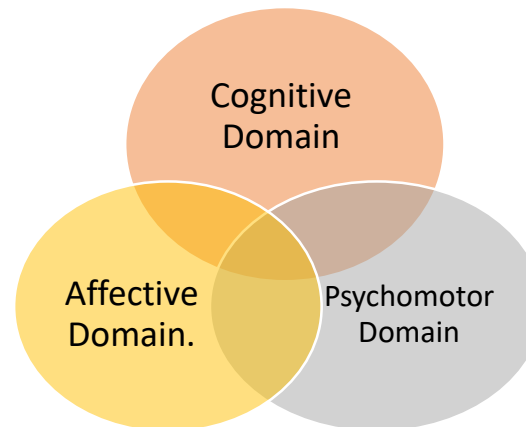 Cognitive
Domain
Affective
Domain.
Psychomotor
Domain